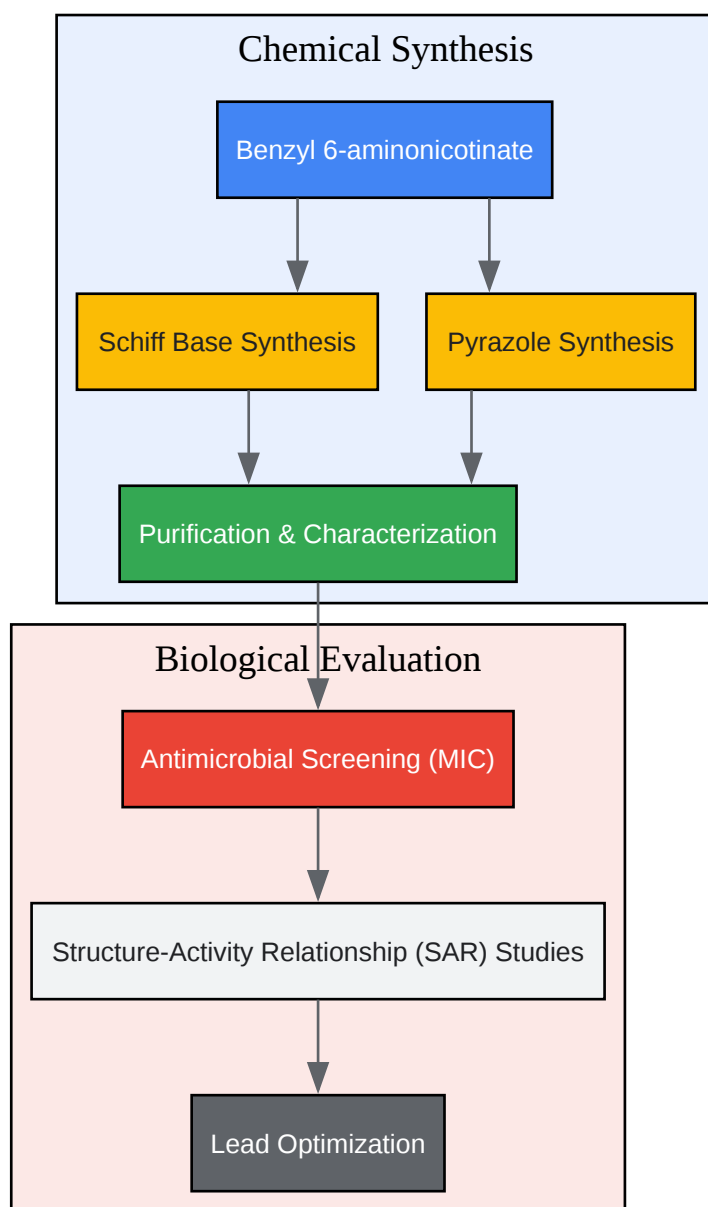 Chemical Synthesis
Benzyl 6-aminonicotinate
Schiff Base Synthesis
Pyrazole Synthesis
Purification & Characterization
Biological Evaluation
Antimicrobial Screening (MIC)
Structure-Activity Relationship (SAR) Studies
Lead Optimization